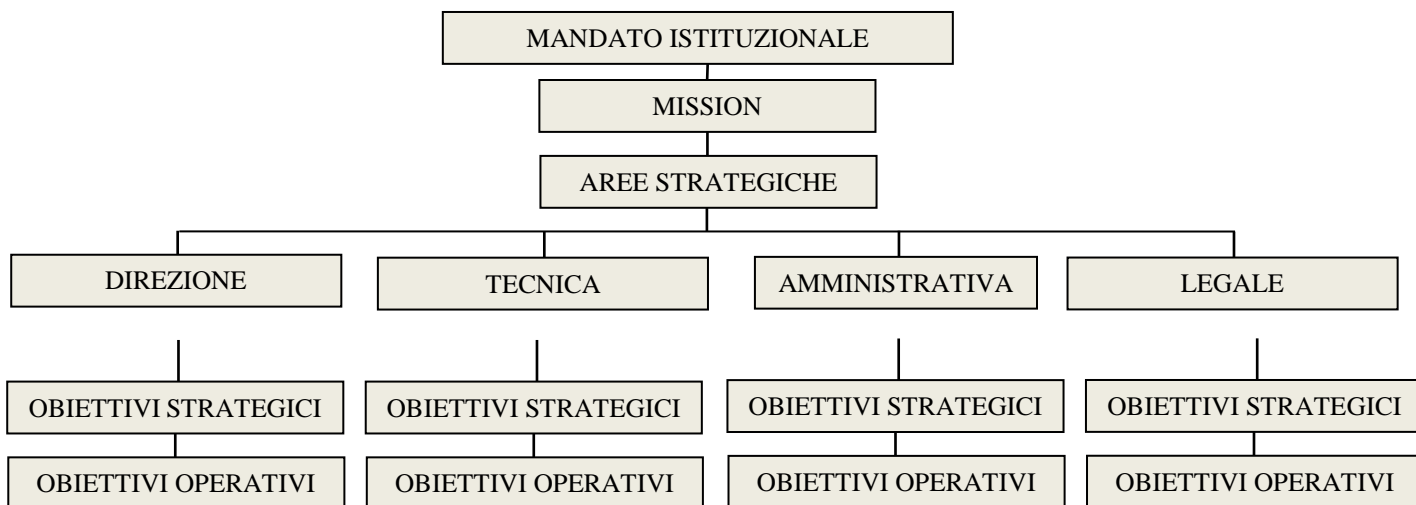 MANDATO ISTITUZIONALE
MISSION
AREE STRATEGICHE
DIREZIONE
TECNICA
AMMINISTRATIVA
LEGALE
OBIETTIVI STRATEGICI
OBIETTIVI STRATEGICI
OBIETTIVI STRATEGICI
OBIETTIVI STRATEGICI
OBIETTIVI OPERATIVI
OBIETTIVI OPERATIVI
OBIETTIVI OPERATIVI
OBIETTIVI OPERATIVI